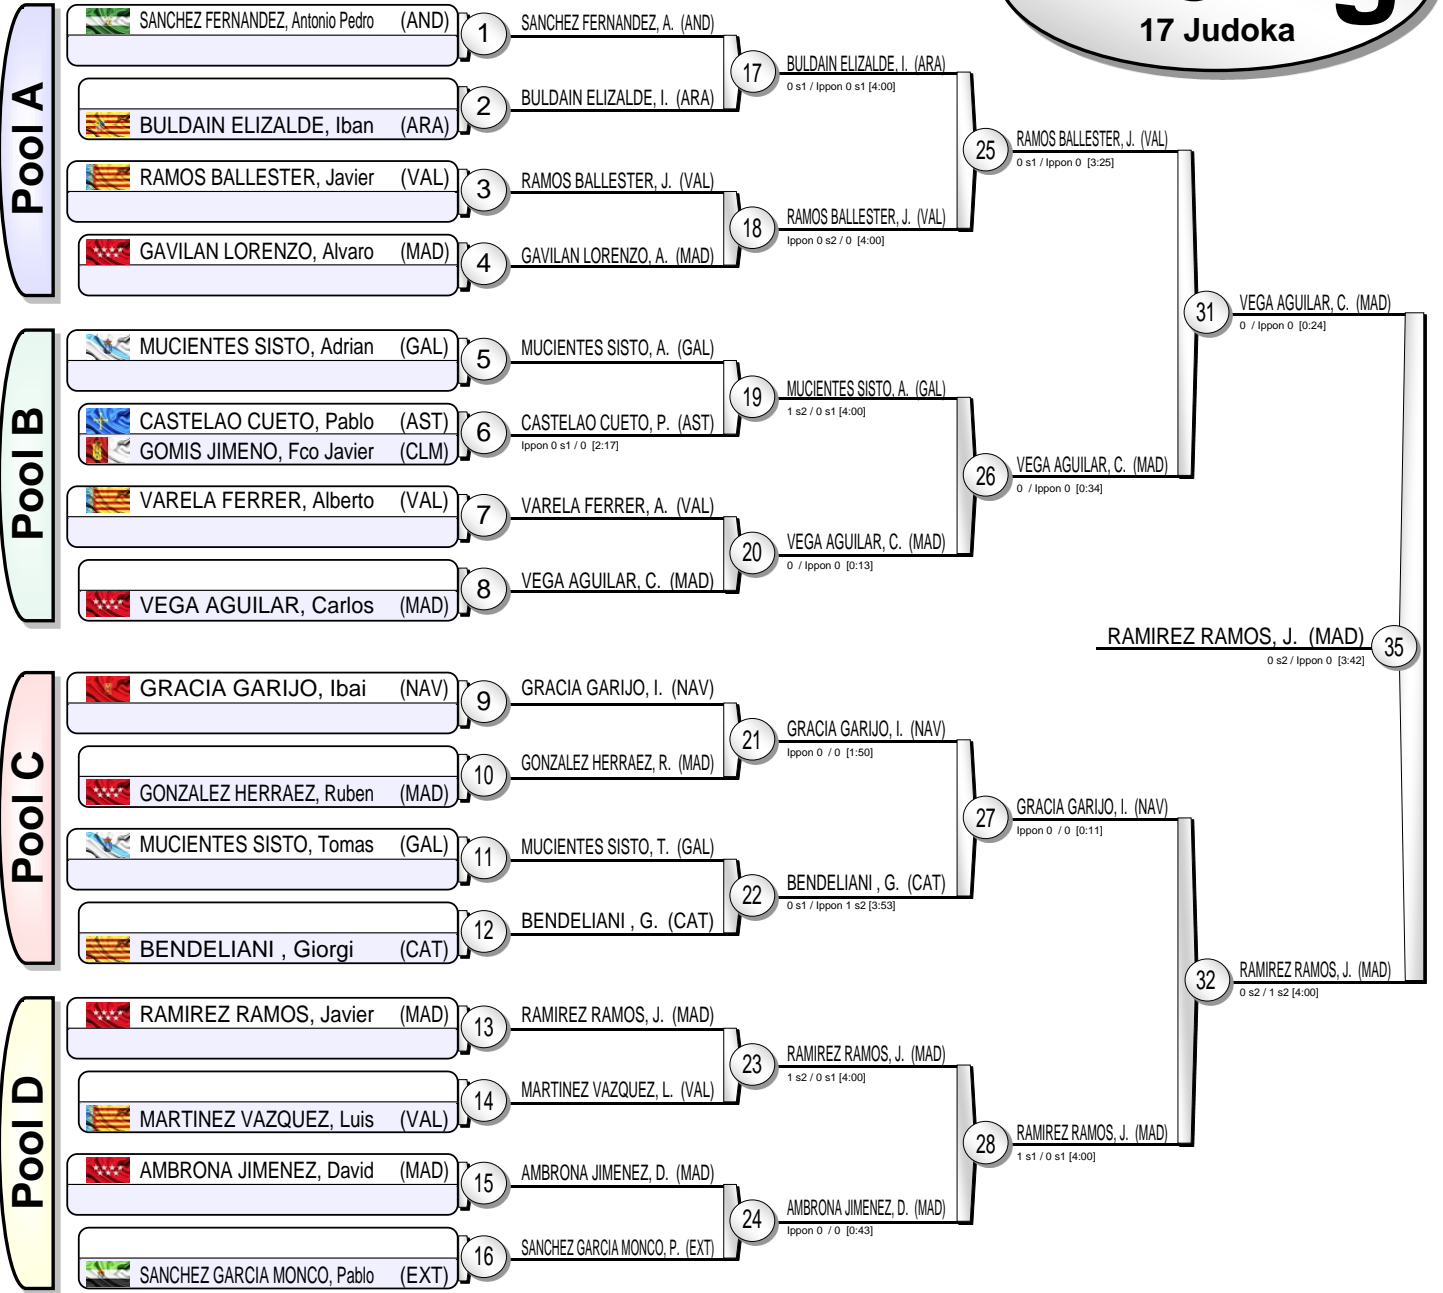 17 Judoka
Pool A
SANCHEZ FERNANDEZ, Antonio Pedro (AND)
1
SANCHEZ FERNANDEZ, A. (AND)
17
BULDAIN ELIZALDE, I. (ARA)
0 s1 / Ippon 0 s1 [4:00]
2
BULDAIN ELIZALDE, I. (ARA)
BULDAIN ELIZALDE, Iban (ARA)
25
RAMOS BALLESTER, J. (VAL)
0 s1 / Ippon 0 [3:25]
RAMOS BALLESTER, Javier (VAL)
3
RAMOS BALLESTER, J. (VAL)
18
RAMOS BALLESTER, J. (VAL)
Ippon 0 s2 / 0 [4:00]
GAVILAN LORENZO, Alvaro (MAD)
4
GAVILAN LORENZO, A. (MAD)
31
VEGA AGUILAR, C. (MAD)
0 / Ippon 0 [0:24]
Pool B
MUCIENTES SISTO, Adrian (GAL)
5
MUCIENTES SISTO, A. (GAL)
19
MUCIENTES SISTO, A. (GAL)
1 s2 / 0 s1 [4:00]
CASTELAO CUETO, Pablo (AST)
6
CASTELAO CUETO, P. (AST)
Ippon 0 s1 / 0 [2:17]
GOMIS JIMENO, Fco Javier (CLM)
26
VEGA AGUILAR, C. (MAD)
0 / Ippon 0 [0:34]
VARELA FERRER, Alberto (VAL)
7
VARELA FERRER, A. (VAL)
20
VEGA AGUILAR, C. (MAD)
0 / Ippon 0 [0:13]
8
VEGA AGUILAR, C. (MAD)
VEGA AGUILAR, Carlos (MAD)
RAMIREZ RAMOS, J. (MAD)
35
0 s2 / Ippon 0 [3:42]
Pool C
GRACIA GARIJO, Ibai (NAV)
9
GRACIA GARIJO, I. (NAV)
21
GRACIA GARIJO, I. (NAV)
Ippon 0 / 0 [1:50]
10
GONZALEZ HERRAEZ, R. (MAD)
GONZALEZ HERRAEZ, Ruben (MAD)
27
GRACIA GARIJO, I. (NAV)
Ippon 0 / 0 [0:11]
MUCIENTES SISTO, Tomas (GAL)
11
MUCIENTES SISTO, T. (GAL)
22
BENDELIANI , G. (CAT)
0 s1 / Ippon 1 s2 [3:53]
12
BENDELIANI , G. (CAT)
BENDELIANI , Giorgi (CAT)
32
RAMIREZ RAMOS, J. (MAD)
0 s2 / 1 s2 [4:00]
Pool D
RAMIREZ RAMOS, Javier (MAD)
13
RAMIREZ RAMOS, J. (MAD)
23
RAMIREZ RAMOS, J. (MAD)
1 s2 / 0 s1 [4:00]
14
MARTINEZ VAZQUEZ, L. (VAL)
MARTINEZ VAZQUEZ, Luis (VAL)
28
RAMIREZ RAMOS, J. (MAD)
1 s1 / 0 s1 [4:00]
AMBRONA JIMENEZ, David (MAD)
15
AMBRONA JIMENEZ, D. (MAD)
24
AMBRONA JIMENEZ, D. (MAD)
Ippon 0 / 0 [0:43]
16
SANCHEZ GARCIA MONCO, P. (EXT)
SANCHEZ GARCIA MONCO, Pablo (EXT)